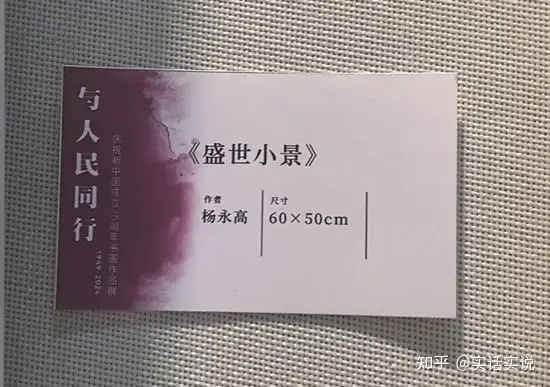 与人民同行
庆祝新中国成立75周年书画作品展
1949-2024
《盛世小景》
作者
杨永高
尺寸
60×50cm
知乎 @实话实说